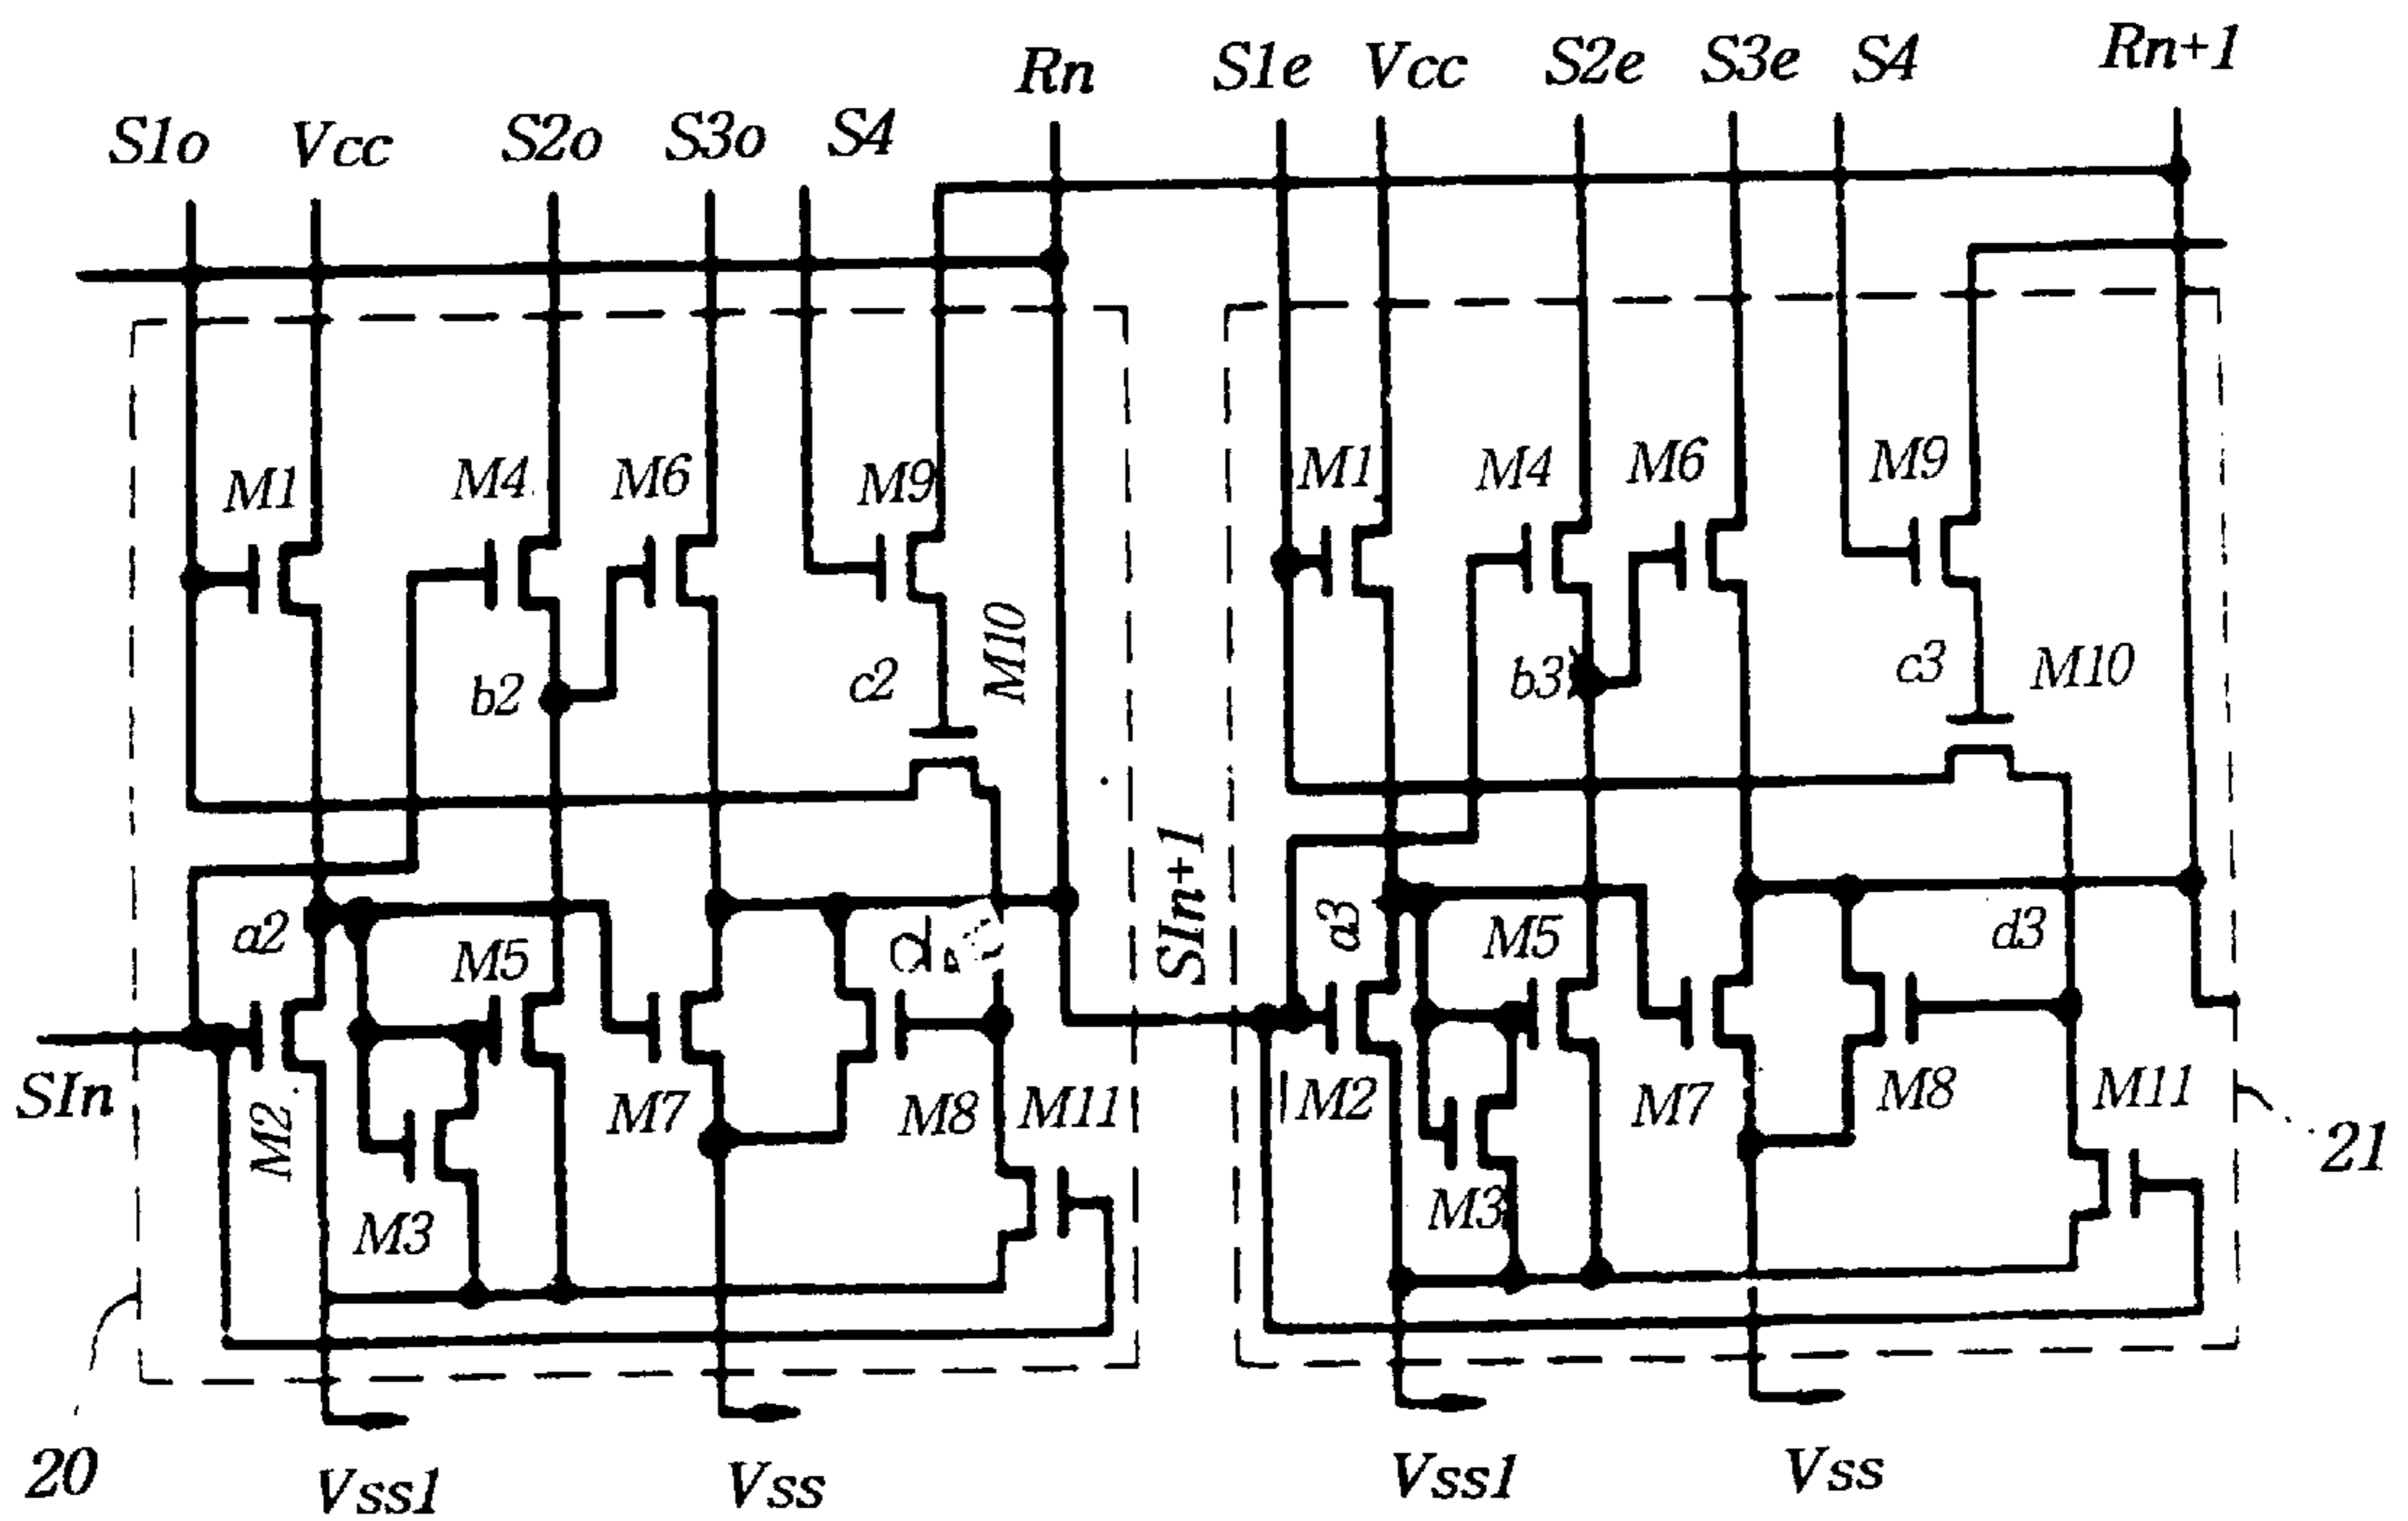 S1o Vcc S2o S3o S4 Rn S1e Vcc S2e S3e S4 Rn+1
M1 M4 M6 M9 M1 M4 M6 M9
b2 c2 M10 b3 c3 M10
SIn+1
a2 M5 a3 M5 d3
SIn M2 M7 M8 M11 M2 M7 M8 M11
M3 M3 21
20 Vss1 Vss Vss1 Vss